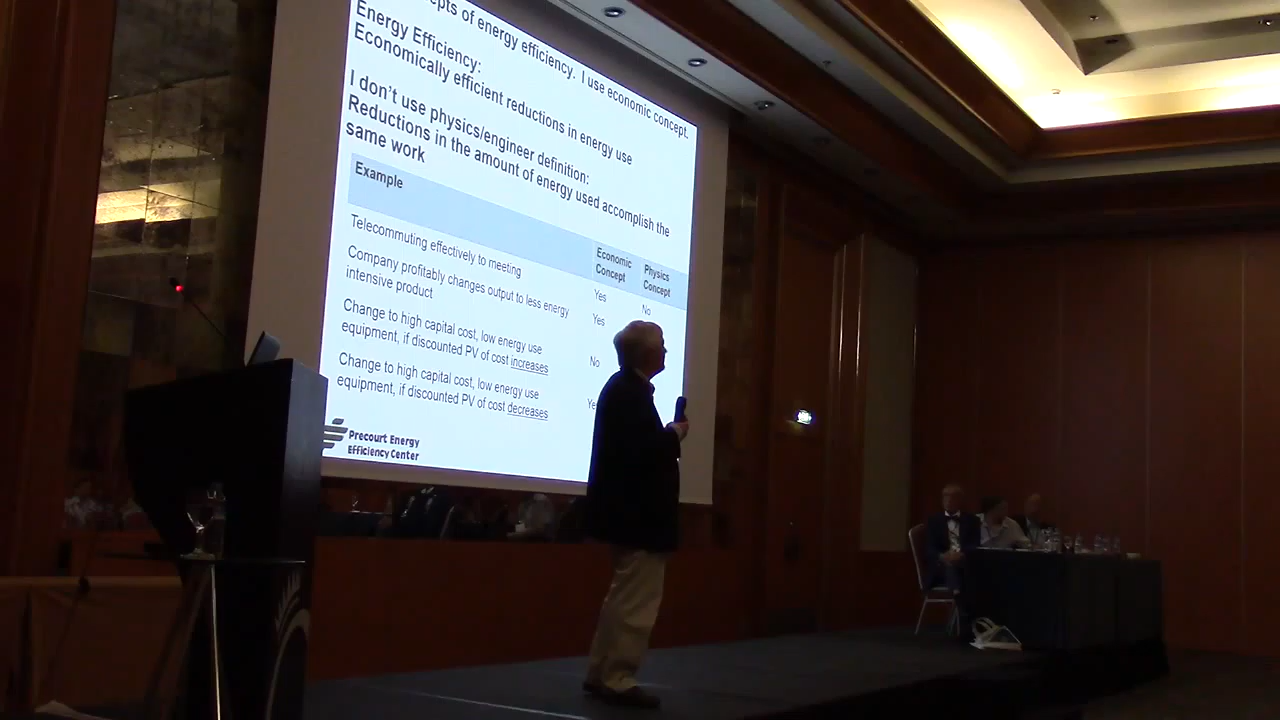 epts of energy efficiency. I use economic concept.
Energy Efficiency:
Economically efficient reductions in energy use
I don't use physics/engineer definition:
Reductions in the amount of energy used accomplish the
same work
Example
Economic
Concept
Physics
Concept
Telecommuting effectively to meeting
Yes
No
Company profitably changes output to less energy
intensive product
Yes
Change to high capital cost, low energy use
equipment, if discounted PV of cost increases
No
Change to high capital cost, low energy use
equipment, if discounted PV of cost decreases
Ye
Precourt Energy
Efficiency Center